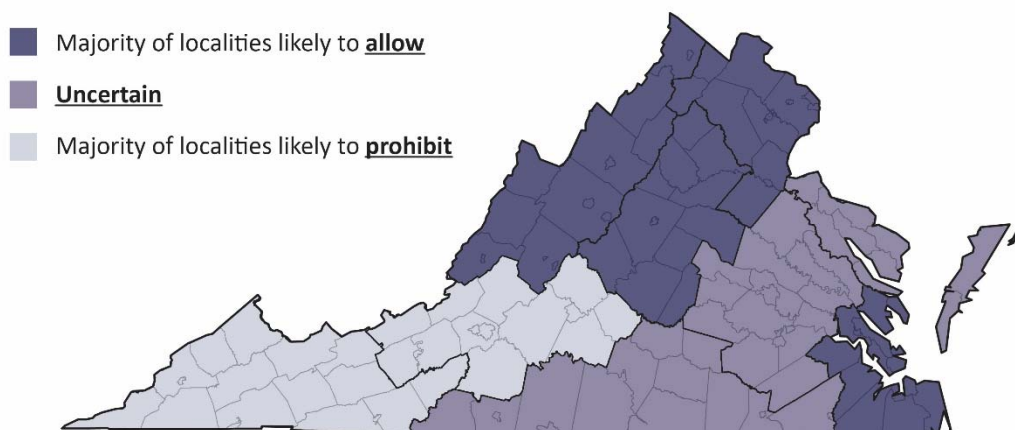 Majority of localities likely to allow
Uncertain
Majority of localities likely to prohibit